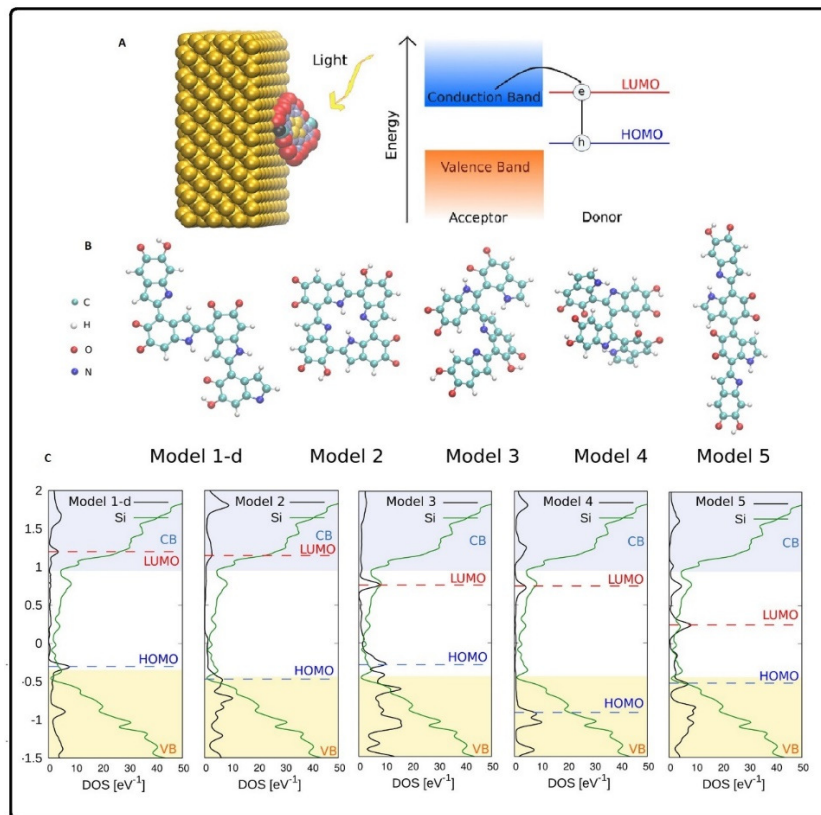 A
Light
Energy
Conduction Band
Valence Band
Acceptor
Donor
e
h
LUMO
HOMO
B
C
H
O
N
C
Model 1-d
Model 2
Model 3
Model 4
Model 5
2
1.5
1
0.5
0
-0.5
-1
-1.5
Model 1-d
Si
CB
LUMO
HOMO
VB
0 10 20 30 40 50
DOS [eV⁻¹]
Model 2
Si
CB
LUMO
HOMO
VB
0 10 20 30 40 50
DOS [eV⁻¹]
Model 3
Si
CB
LUMO
HOMO
VB
0 10 20 30 40 50
DOS [eV⁻¹]
Model 4
Si
CB
LUMO
HOMO
VB
0 10 20 30 40 50
DOS [eV⁻¹]
Model 5
Si
CB
LUMO
HOMO
VB
0 10 20 30 40 50
DOS [eV⁻¹]